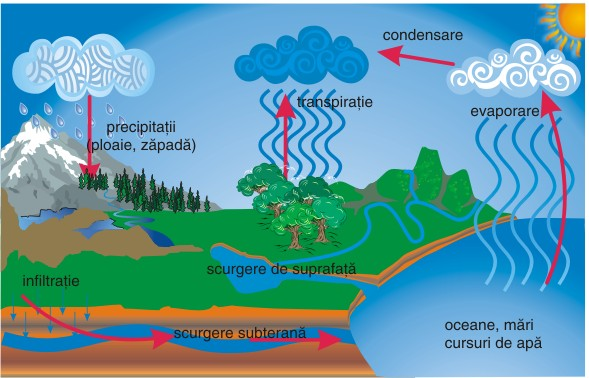 condensare
transpirație
evaporare
precipitații
(ploaie, zăpadă)
scurgere de suprafață
infiltrație
scurgere subterană
oceane, mări
cursuri de apă